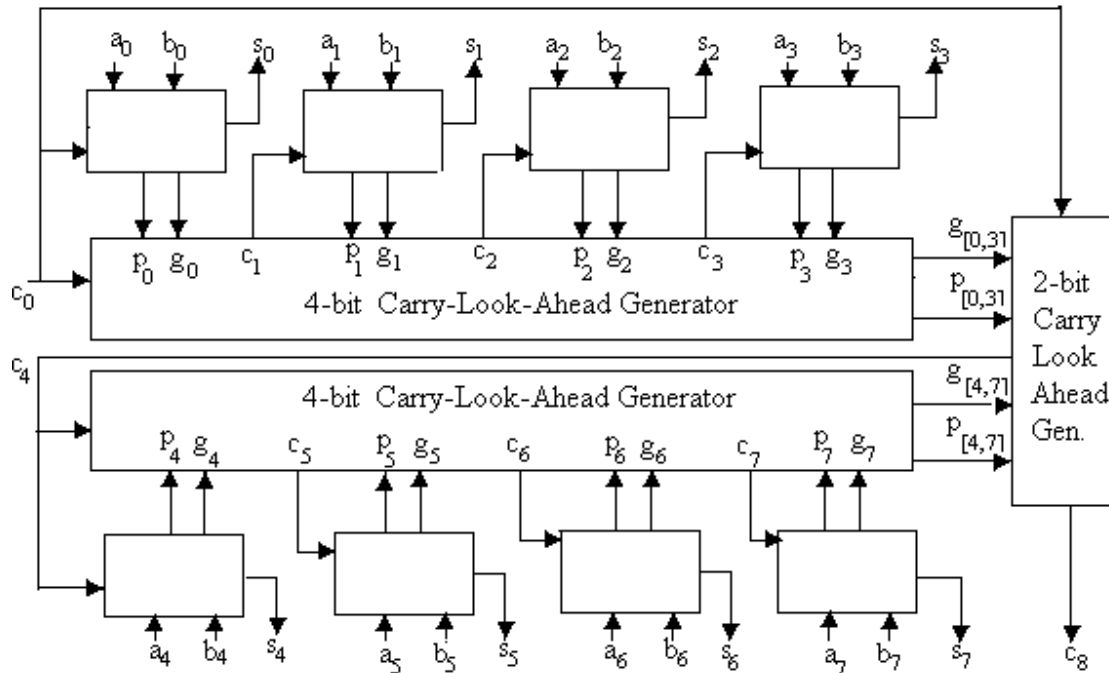 a0 b0 s0 a1 b1 s1 a2 b2 s2 a3 b3 s3
p0 g0 c1 p1 g1 c2 p2 g2 c3 p3 g3
g[0,3]
c0
4-bit Carry-Look-Ahead Generator
p[0,3]
2-bit
Carry
Look
Ahead
Gen.
c4
4-bit Carry-Look-Ahead Generator
g[4,7]
p4 g4 c5 p5 g5 c6 p6 g6 c7 p7 g7
p[4,7]
a4 b4 s4 a5 b5 s5 a6 b6 s6 a7 b7 s7 c8